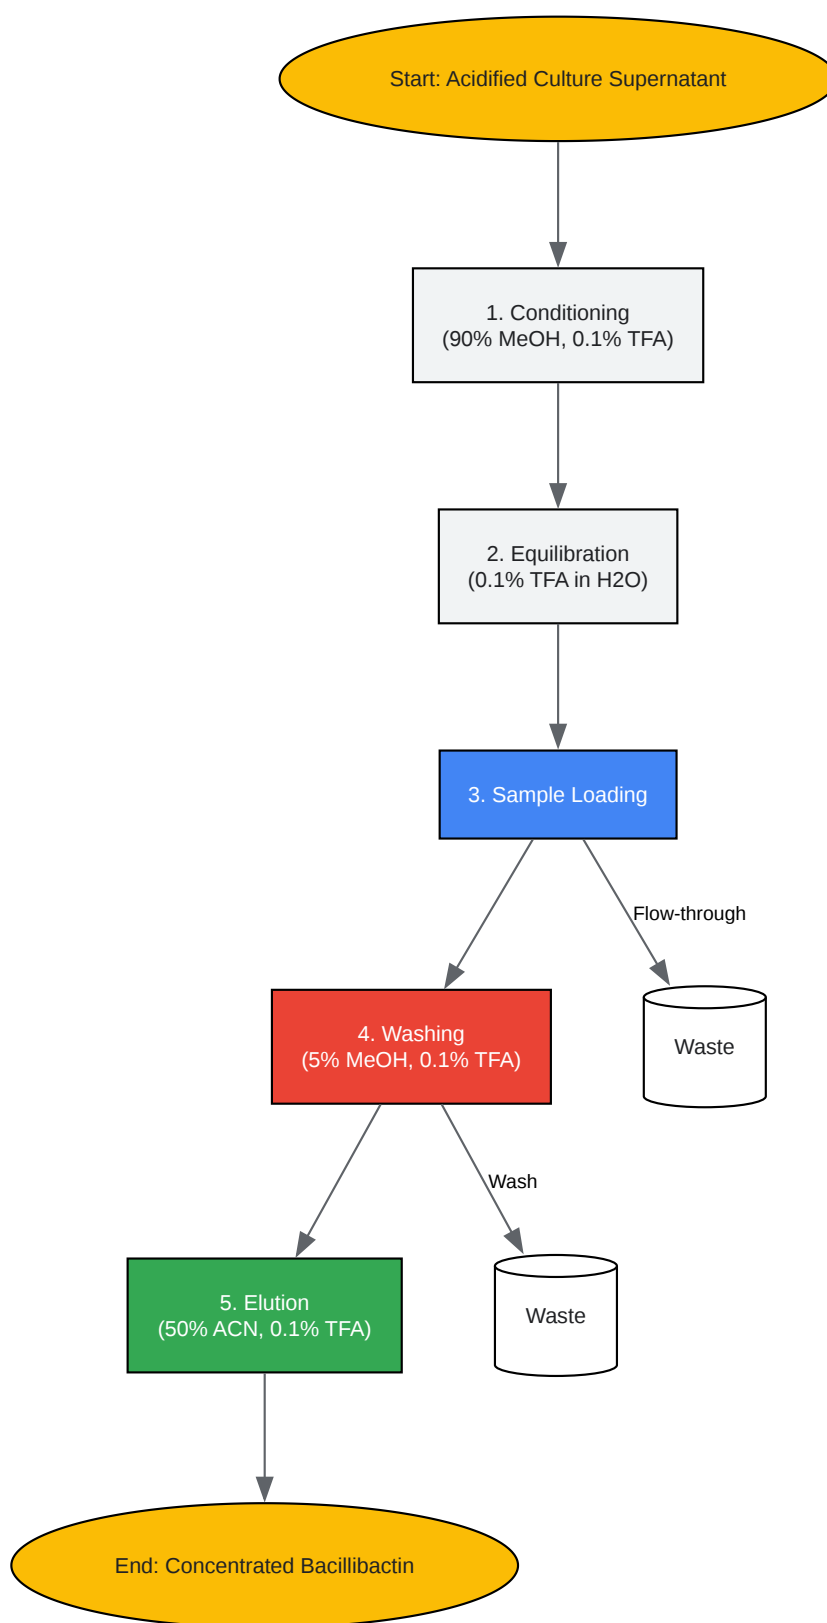 Start: Acidified Culture Supernatant
1. Conditioning
(90% MeOH, 0.1% TFA)
2. Equilibration
(0.1% TFA in H2O)
3. Sample Loading
Flow-through
4. Washing
(5% MeOH, 0.1% TFA)
Waste
Wash
5. Elution
(50% ACN, 0.1% TFA)
Waste
End: Concentrated Bacillibactin